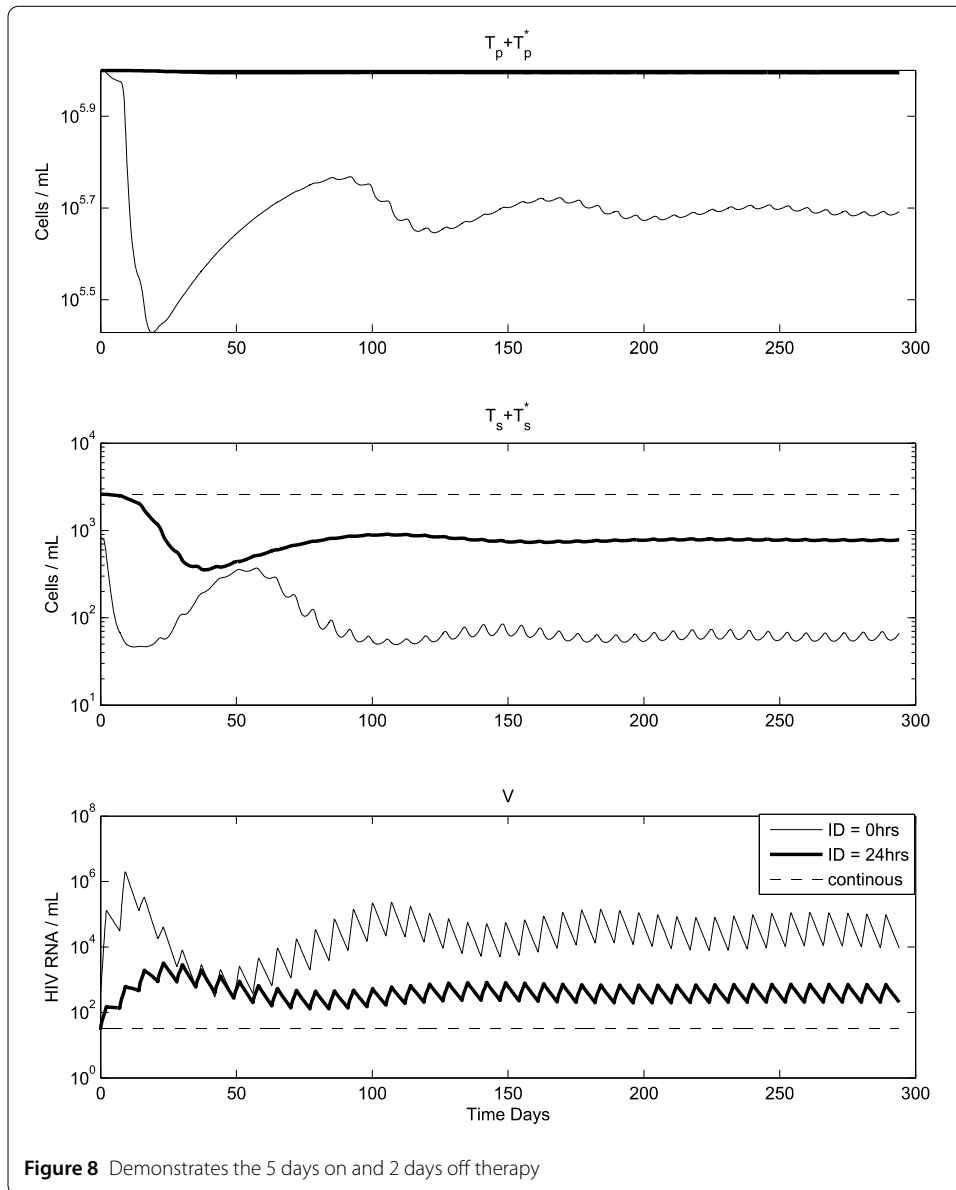 T_p+T_p^*
10^5.9
10^5.7
10^5.5
Cells / mL
0 50 100 150 200 250 300
T_s+T_s^*
10^4
10^3
10^2
10^1
Cells / mL
0 50 100 150 200 250 300
V
10^8
10^6
10^4
10^2
10^0
HIV RNA / mL
ID = 0hrs
ID = 24hrs
continous
0 50 100 150 200 250 300
Time Days
Figure 8 Demonstrates the 5 days on and 2 days off therapy